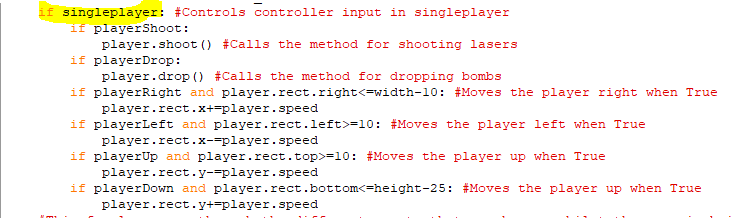 if singleplayer: #Controls controller input in singleplayer
if playerShoot:
player.shoot() #Calls the method for shooting lasers
if playerDrop:
player.drop() #Calls the method for dropping bombs
if playerRight and player.rect.right<=width-10: #Moves the player right when True
player.rect.x+=player.speed
if playerLeft and player.rect.left>=10: #Moves the player left when True
player.rect.x-=player.speed
if playerUp and player.rect.top>=10: #Moves the player up when True
player.rect.y-=player.speed
if playerDown and player.rect.bottom<=height-25: #Moves the player up when True
player.rect.y+=player.speed